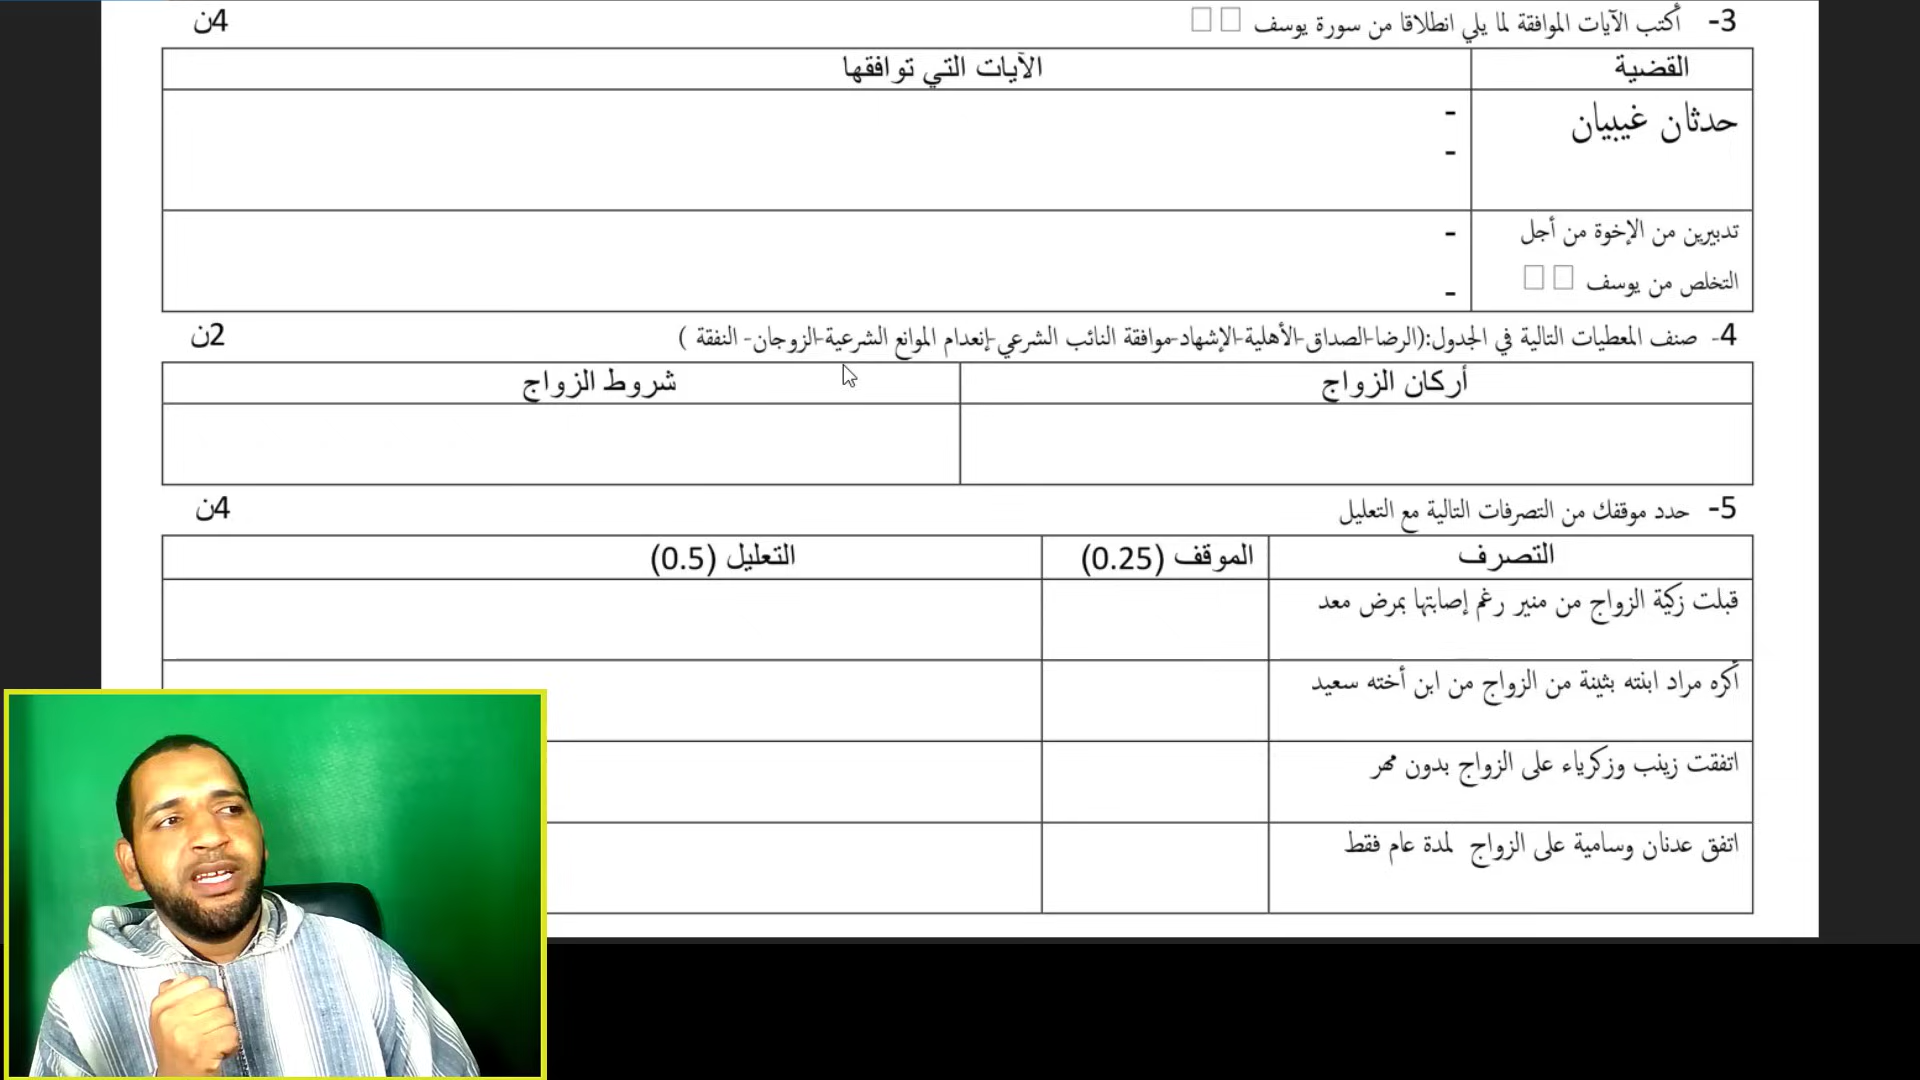 3- أكتب الآيات الموافقة لما يلي انطلاقا من سورة يوسف 4ن
القضية الآيات التي توافقها
حدثان غيبيان -
-
تدبيرين من الإخوة من أجل -
التخلص من يوسف -
4- صنف المعطيات التالية في الجدول:(الرضا-الصداق-الأهلية-الإشهاد-موافقة النائب الشرعي-إنعدام الموانع الشرعية-الزوجان- النفقة ) 2ن
أركان الزواج شروط الزواج
5- حدد موقفك من التصرفات التالية مع التعليل 4ن
التصرف الموقف (0.25) التعليل (0.5)
قبلت زكية الزواج من منير رغم إصابتها بمرض معد
أكره مراد ابنته بثينة من الزواج من ابن أخته سعيد
اتفقت زينب وزكرياء على الزواج بدون مهر
اتفق عدنان وسامية على الزواج لمدة عام فقط